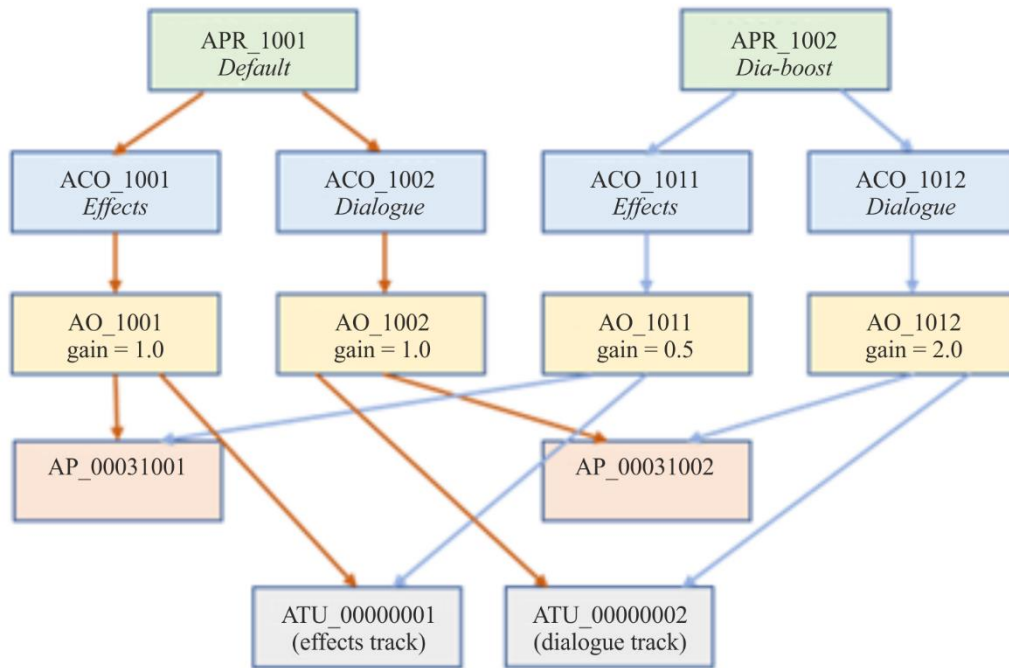 APR_1001
Default
APR_1002
Dia-boost
ACO_1001
Effects
ACO_1002
Dialogue
ACO_1011
Effects
ACO_1012
Dialogue
AO_1001
gain = 1.0
AO_1002
gain = 1.0
AO_1011
gain = 0.5
AO_1012
gain = 2.0
AP_00031001
AP_00031002
ATU_00000001
(effects track)
ATU_00000002
(dialogue track)